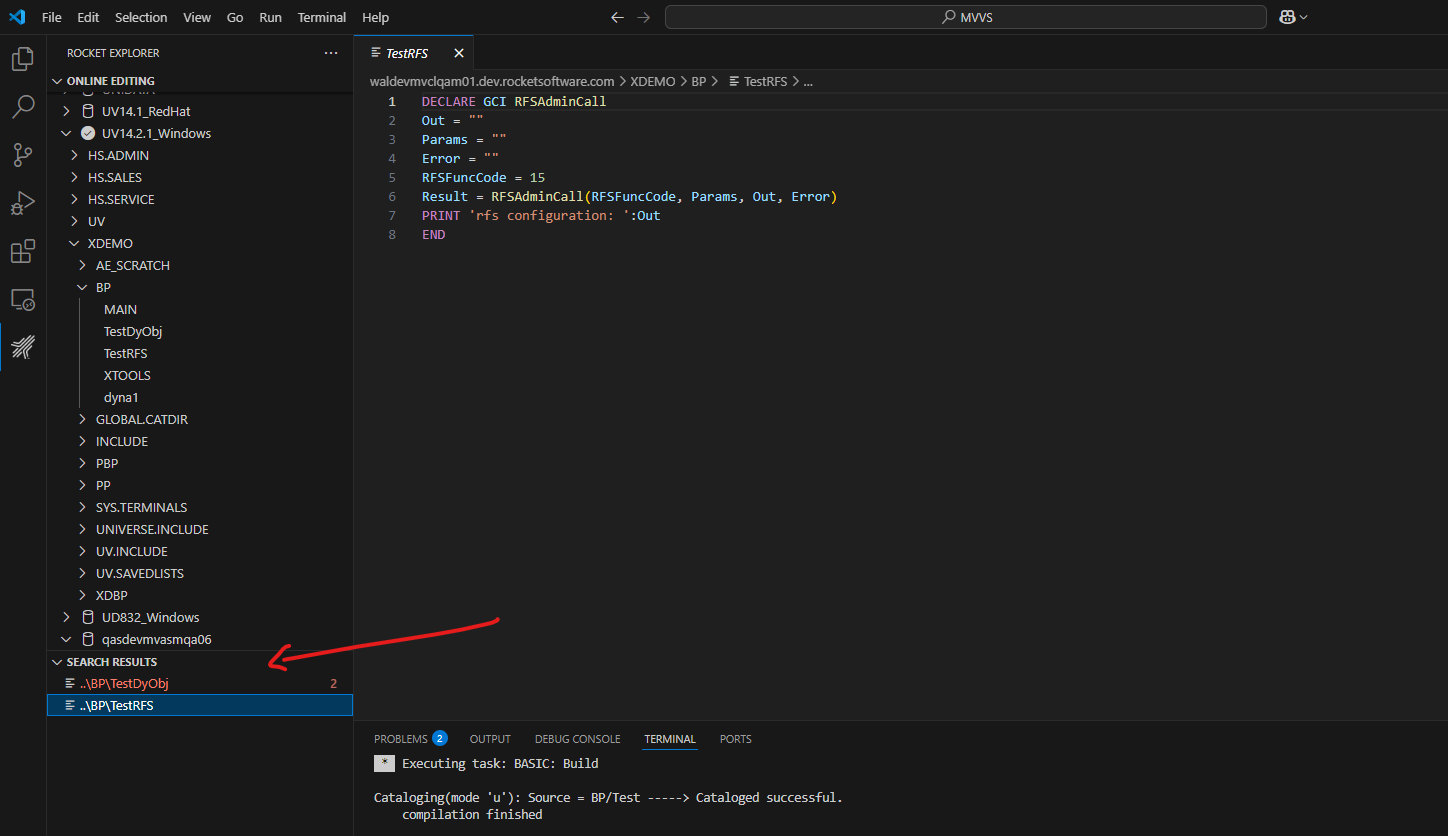 File Edit Selection View Go Run Terminal Help
MVVS
ROCKET EXPLORER
...
ONLINE EDITING
UV14.1_RedHat
UV14.2.1_Windows
HS.ADMIN
HS.SALES
HS.SERVICE
UV
XDEMO
AE_SCRATCH
BP
MAIN
TestDyObj
TestRFS
XTOOLS
dyna1
GLOBAL.CATDIR
INCLUDE
PBP
PP
SYS.TERMINALS
UNIVERSE.INCLUDE
UV.INCLUDE
UV.SAVEDLISTS
XDBP
UD832_Windows
qasdevmvasmqa06
SEARCH RESULTS
..\BP\TestDyObj 2
..\BP\TestRFS
TestRFS
waldevmvclqam01.dev.rocketsoftware.com > XDEMO > BP > TestRFS > ...
1 DECLARE GCI RFSAdminCall
2 Out = ""
3 Params = ""
4 Error = ""
5 RFSFuncCode = 15
6 Result = RFSAdminCall(RFSFuncCode, Params, Out, Error)
7 PRINT 'rfs configuration: ':Out
8 END
PROBLEMS 2 OUTPUT DEBUG CONSOLE TERMINAL PORTS
* Executing task: BASIC: Build
Cataloging(mode 'u'): Source = BP/Test -----> Cataloged successful.
compilation finished